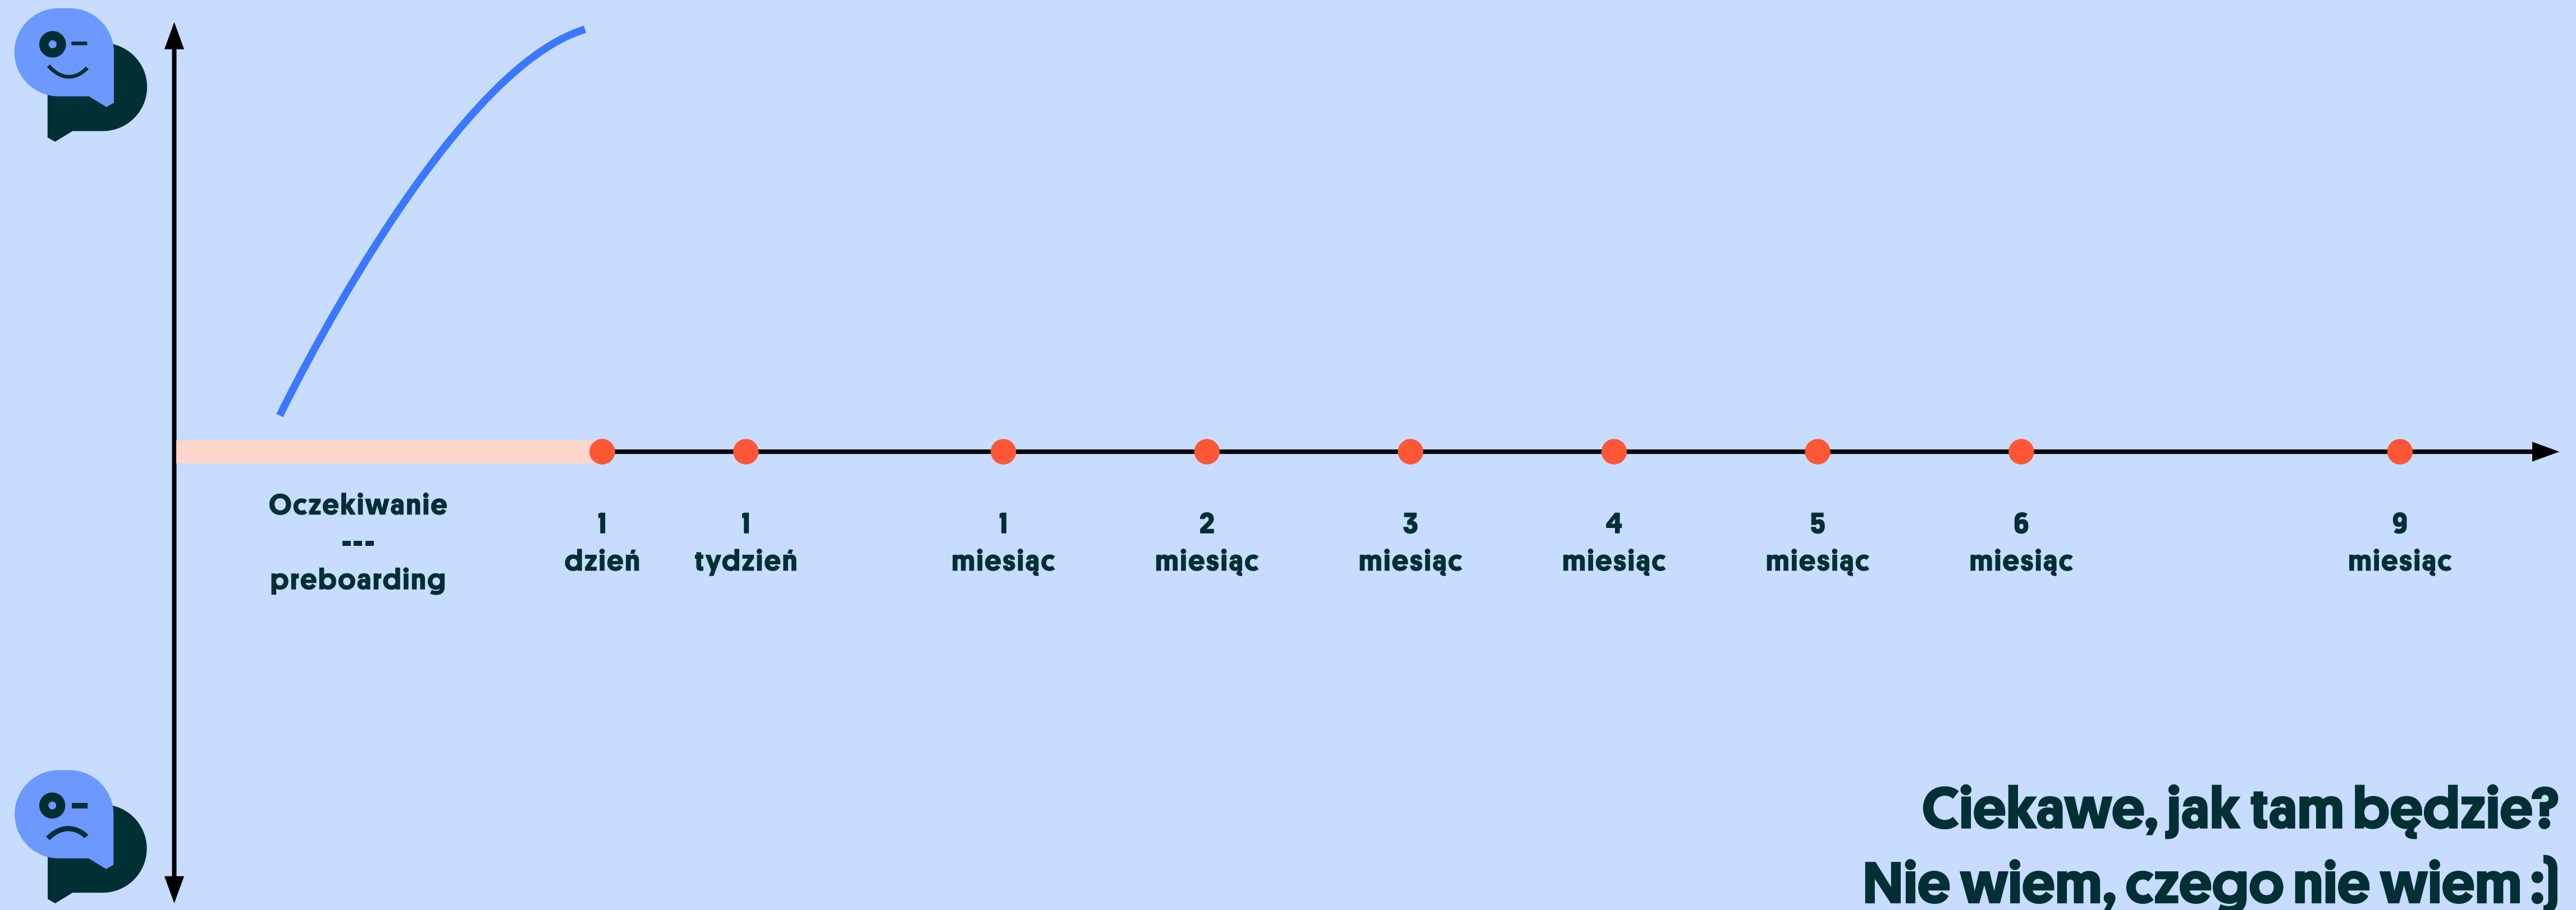 Oczekiwanie
---
preboarding
1
dzień
1
tydzień
1
miesiąc
2
miesiąc
3
miesiąc
4
miesiąc
5
miesiąc
6
miesiąc
9
miesiąc
Ciekawe, jak tam będzie?
Nie wiem, czego nie wiem :)